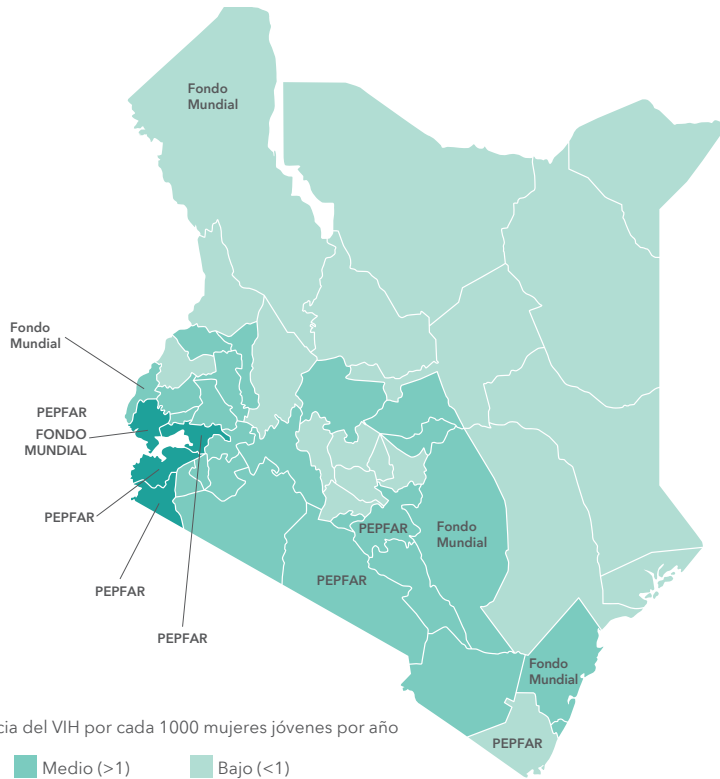 Fondo
Mundial
Fondo
Mundial
PEPFAR
FONDO
MUNDIAL
PEPFAR
PEPFAR
PEPFAR
PEPFAR
Fondo
Mundial
PEPFAR
Fondo
Mundial
PEPFAR
del VIH por cada 1000 mujeres jóvenes por año
Medio (>1)
Bajo (<1)